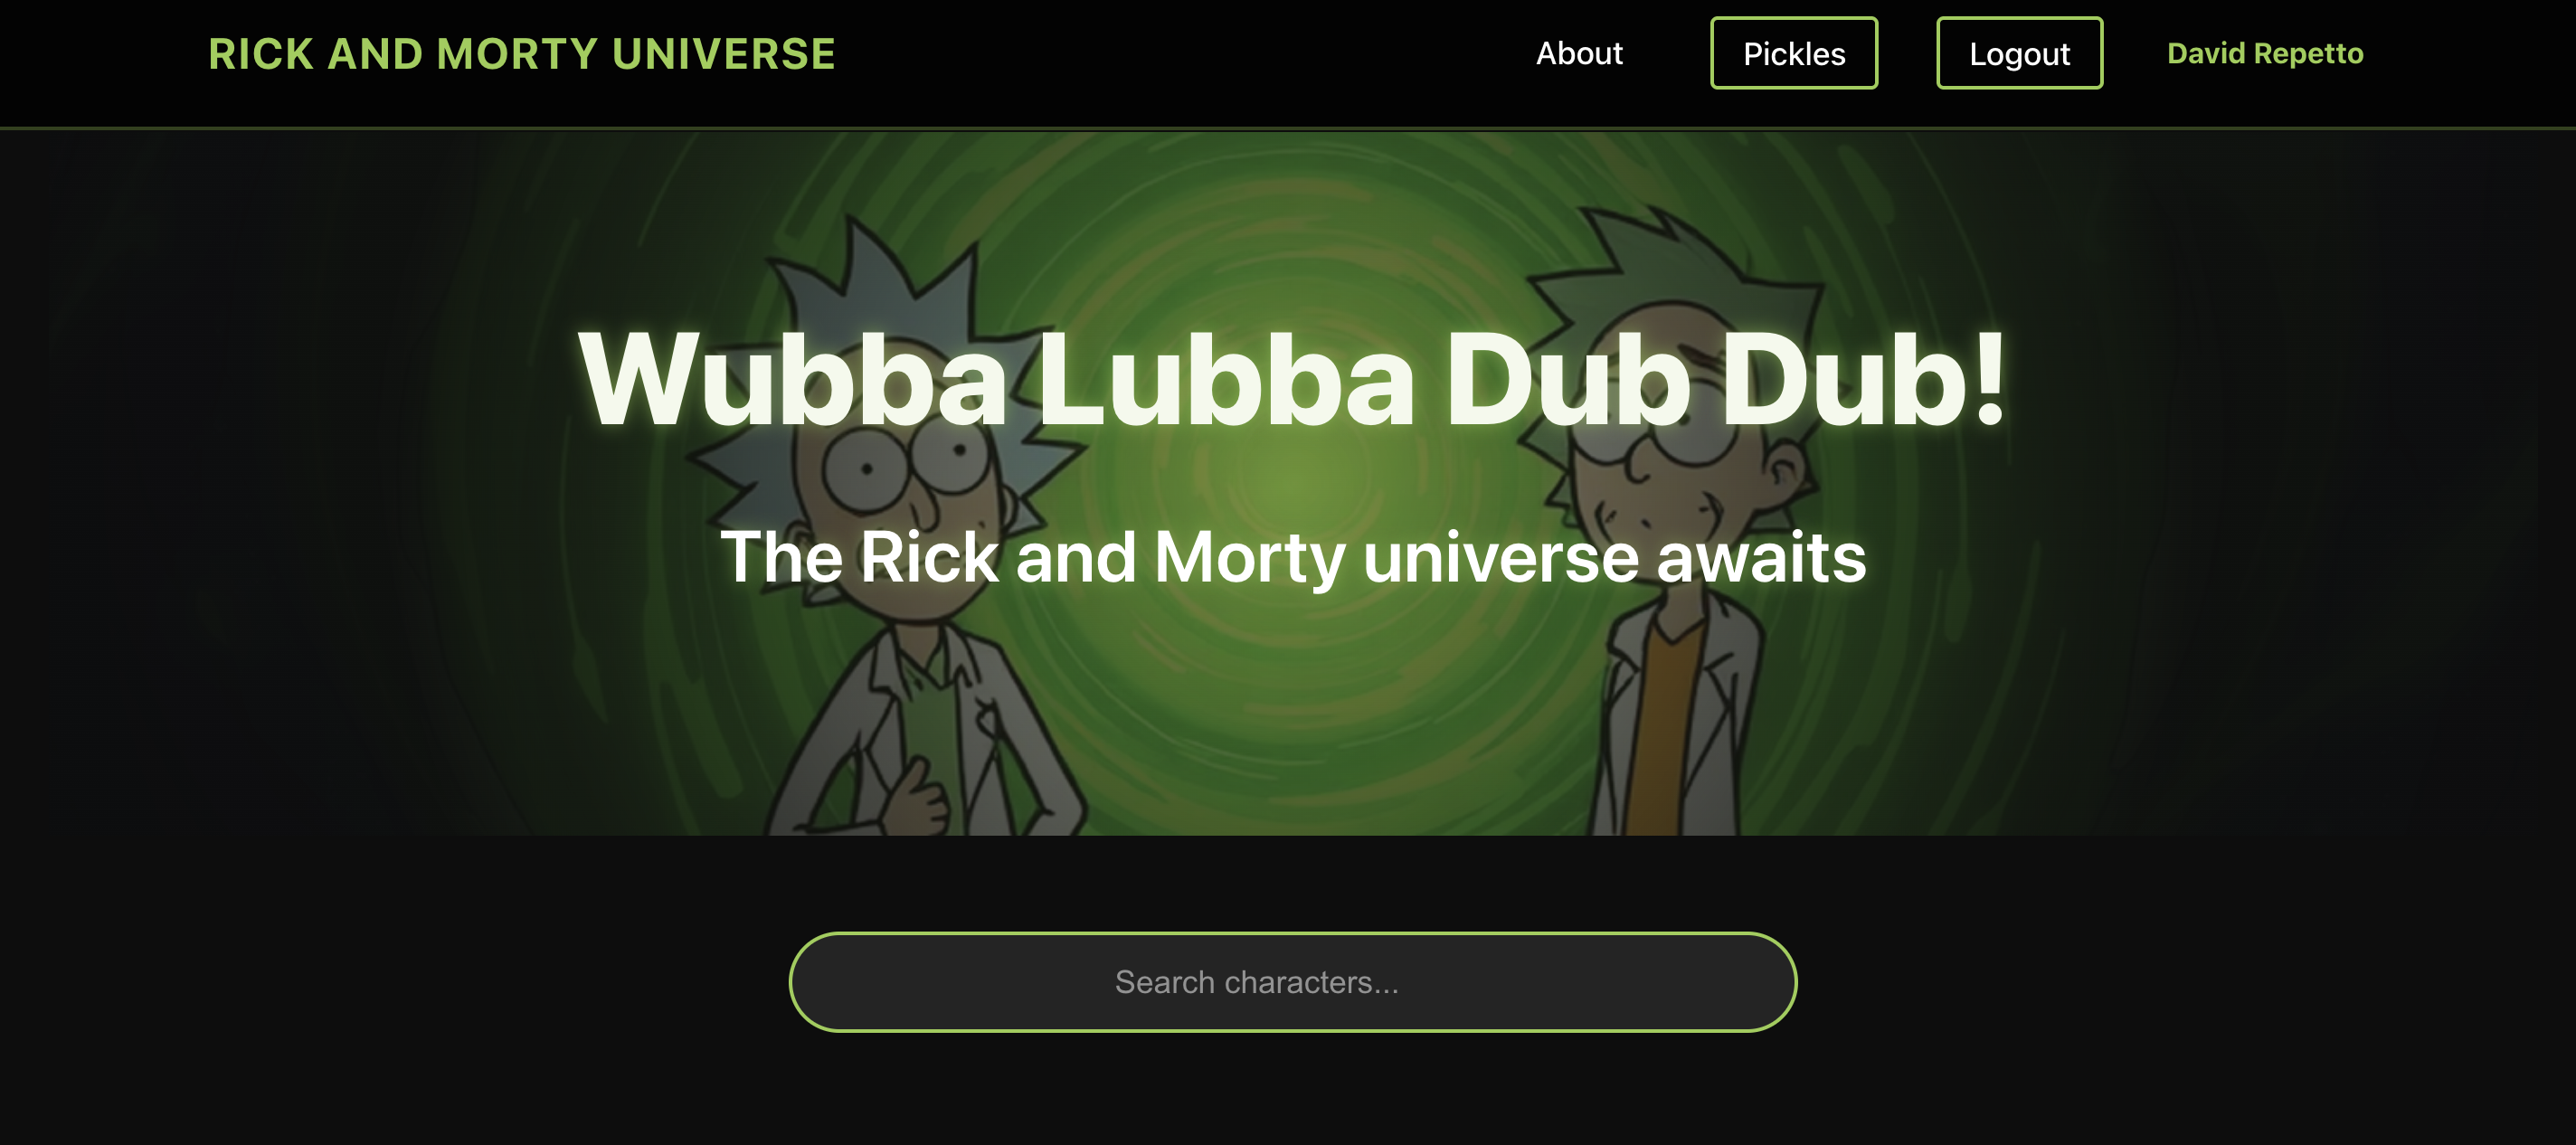 RICK AND MORTY UNIVERSE
About
Pickles
Logout
David Repetto
Wubba Lubba Dub Dub!
The Rick and Morty universe awaits
Search characters...